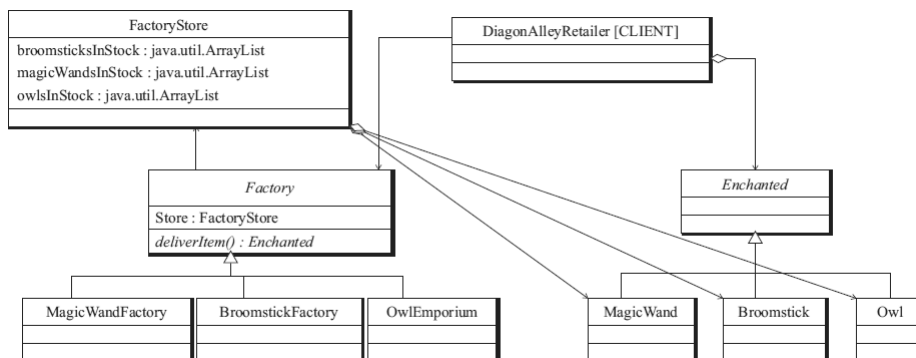 FactoryStore
broomsticksInStock : java.util.ArrayList
magicWandsInStock : java.util.ArrayList
owlsInStock : java.util.ArrayList
DiagonAlleyRetailer [CLIENT]
Factory
Store : FactoryStore
deliverItem() : Enchanted
Enchanted
MagicWandFactory
BroomstickFactory
OwlEmporium
MagicWand
Broomstick
Owl